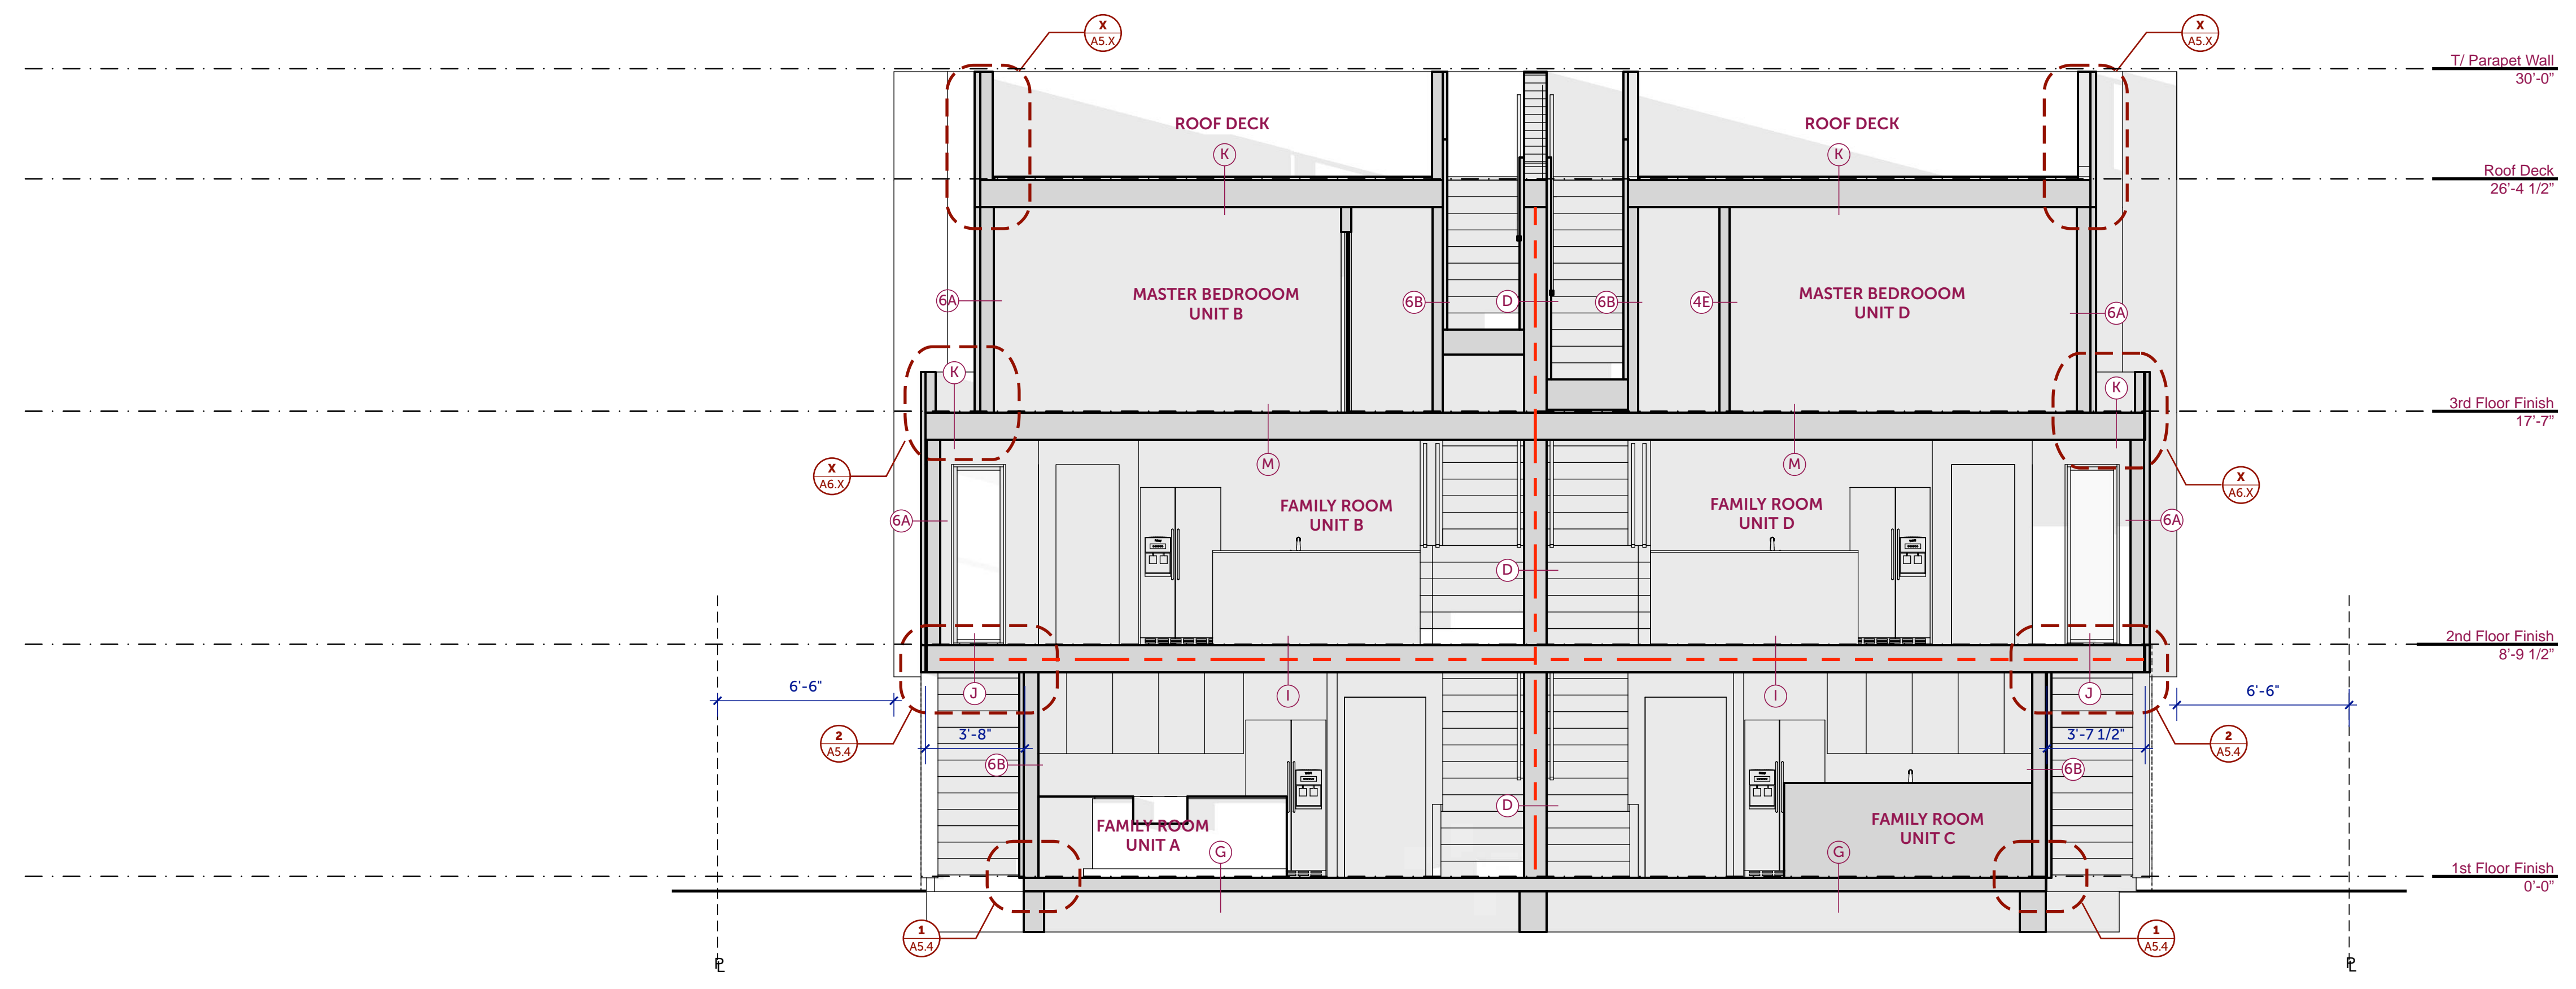 X
A5.X
X
A5.X
T/ Parapet Wall
30'-0"
ROOF DECK
ROOF DECK
K
K
Roof Deck
26'-4 1/2"
MASTER BEDROOOM
UNIT B
MASTER BEDROOOM
UNIT D
6A
6B
D
6B
4E
6A
K
K
3rd Floor Finish
17'-7"
M
M
X
A6.X
X
A6.X
FAMILY ROOM
UNIT B
FAMILY ROOM
UNIT D
6A
6A
D
2nd Floor Finish
8'-9 1/2"
6'-6"
J
I
I
J
6'-6"
2
A5.4
3'-8"
3'-7 1/2"
2
A5.4
6B
6B
D
FAMILY ROOM
UNIT A
FAMILY ROOM
UNIT C
G
G
1st Floor Finish
0'-0"
1
A5.4
1
A5.4
PL
PL